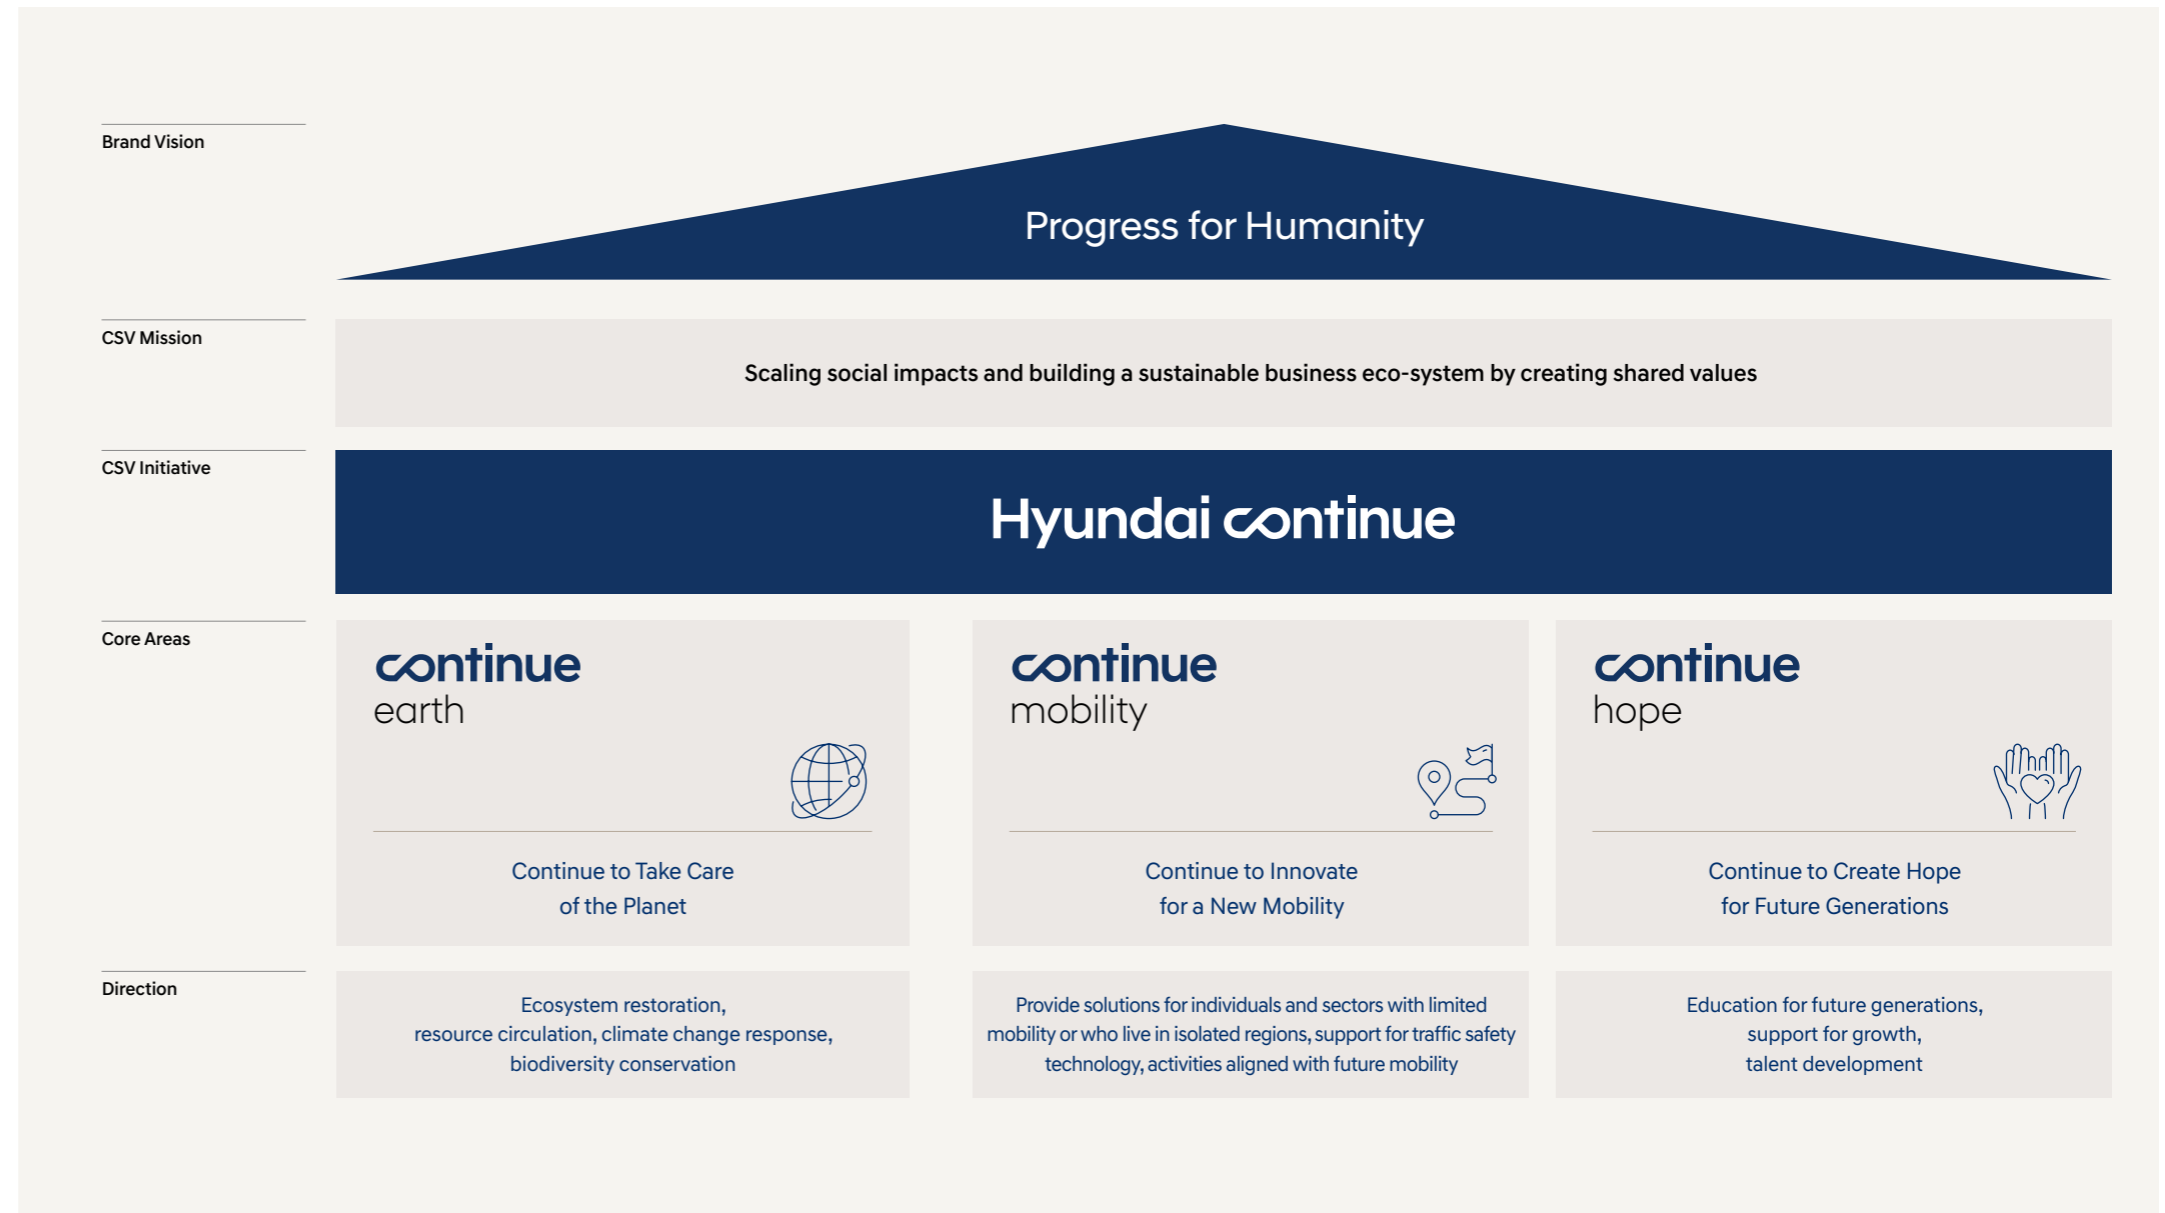 Brand Vision
Progress for Humanity
CSV Mission
Scaling social impacts and building a sustainable business eco-system by creating shared values
CSV Initiative
Hyundai continue
Core Areas
continue
earth
Continue to Take Care
of the Planet
continue
mobility
Continue to Innovate
for a New Mobility
continue
hope
Continue to Create Hope
for Future Generations
Direction
Ecosystem restoration,
resource circulation, climate change response,
biodiversity conservation
Provide solutions for individuals and sectors with limited
mobility or who live in isolated regions, support for traffic safety
technology, activities aligned with future mobility
Education for future generations,
support for growth,
talent development